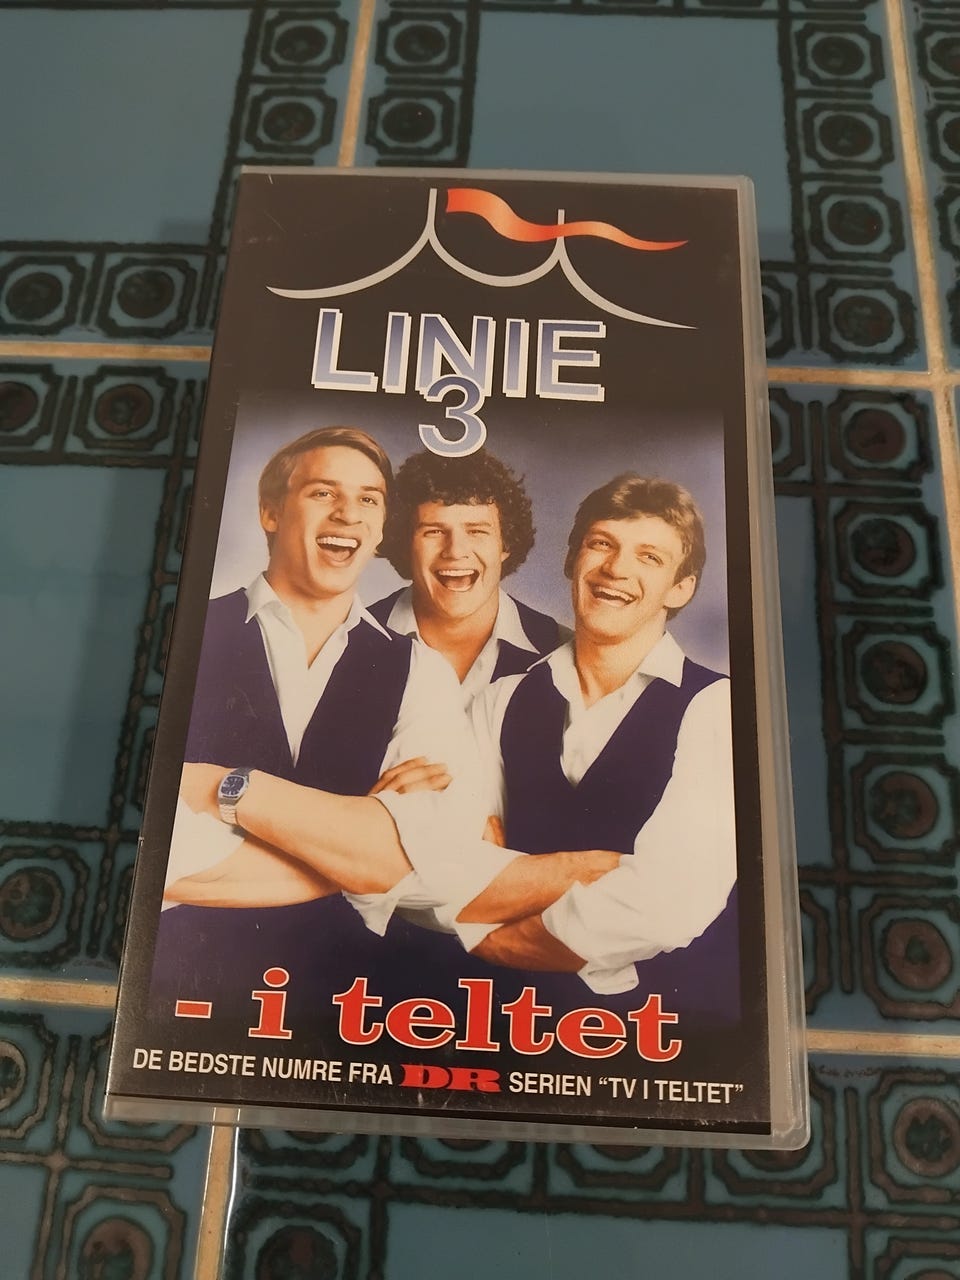 LINIE
3
- i teltet
DE BEDSTE NUMRE FRA DR SERIEN “TV I TELTET”